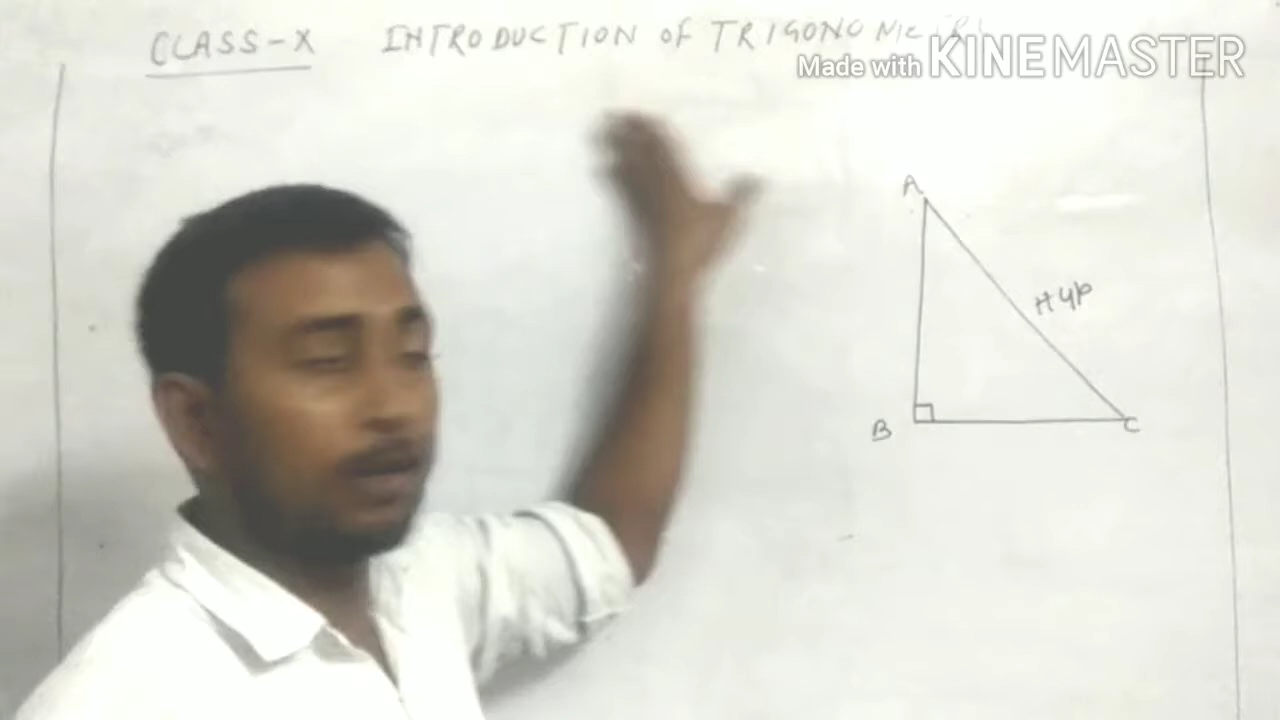 CLASS-X INTRODUCTION OF
Made with KINEMASTER
A
HYP
B
C